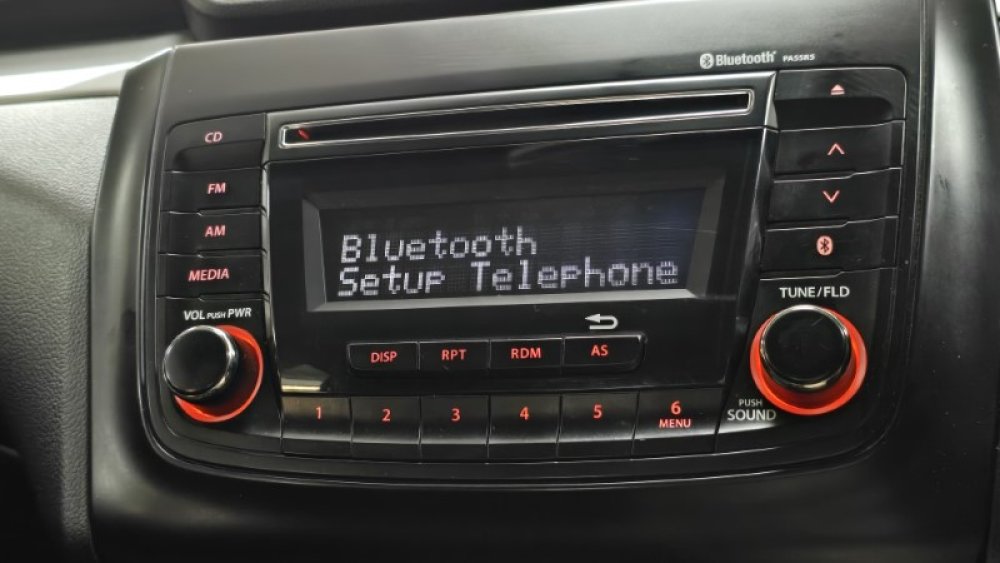 Bluetooth® PA55R5
CD
FM
AM
MEDIA
VOL PUSH PWR
Bluetooth
Setup Telephone
TUNE/FLD
DISP RPT RDM AS
1 2 3 4 5 6
MENU
PUSH
SOUND